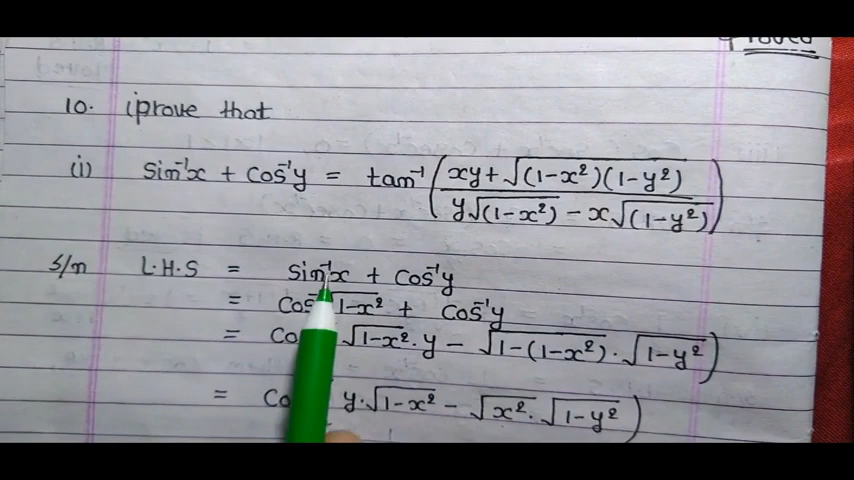 proved
10. prove that
(i) sin⁻¹x + cos⁻¹y = tan⁻¹((xy+√(1-x²)(1-y²))/(y√(1-x²) - x√(1-y²)))
S/n L.H.S = sin⁻¹x + cos⁻¹y
= cos⁻¹√1-x² + cos⁻¹y
= co √1-x².y - √1-(1-x²).√1-y²)
= co y.√1-x² - √x².√1-y²)